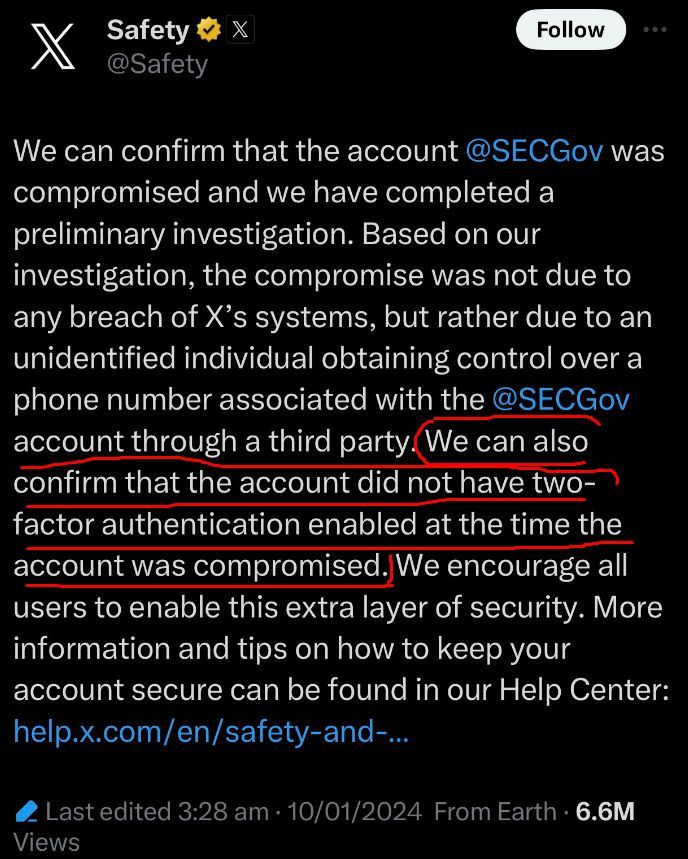 Safety
@Safety
Follow
We can confirm that the account @SECGov was
compromised and we have completed a
preliminary investigation. Based on our
investigation, the compromise was not due to
any breach of X’s systems, but rather due to an
unidentified individual obtaining control over a
phone number associated with the @SECGov
account through a third party. We can also
confirm that the account did not have two-
factor authentication enabled at the time the
account was compromised. We encourage all
users to enable this extra layer of security. More
information and tips on how to keep your
account secure can be found in our Help Center:
help.x.com/en/safety-and-...
Last edited 3:28 am · 10/01/2024 From Earth · 6.6M
Views